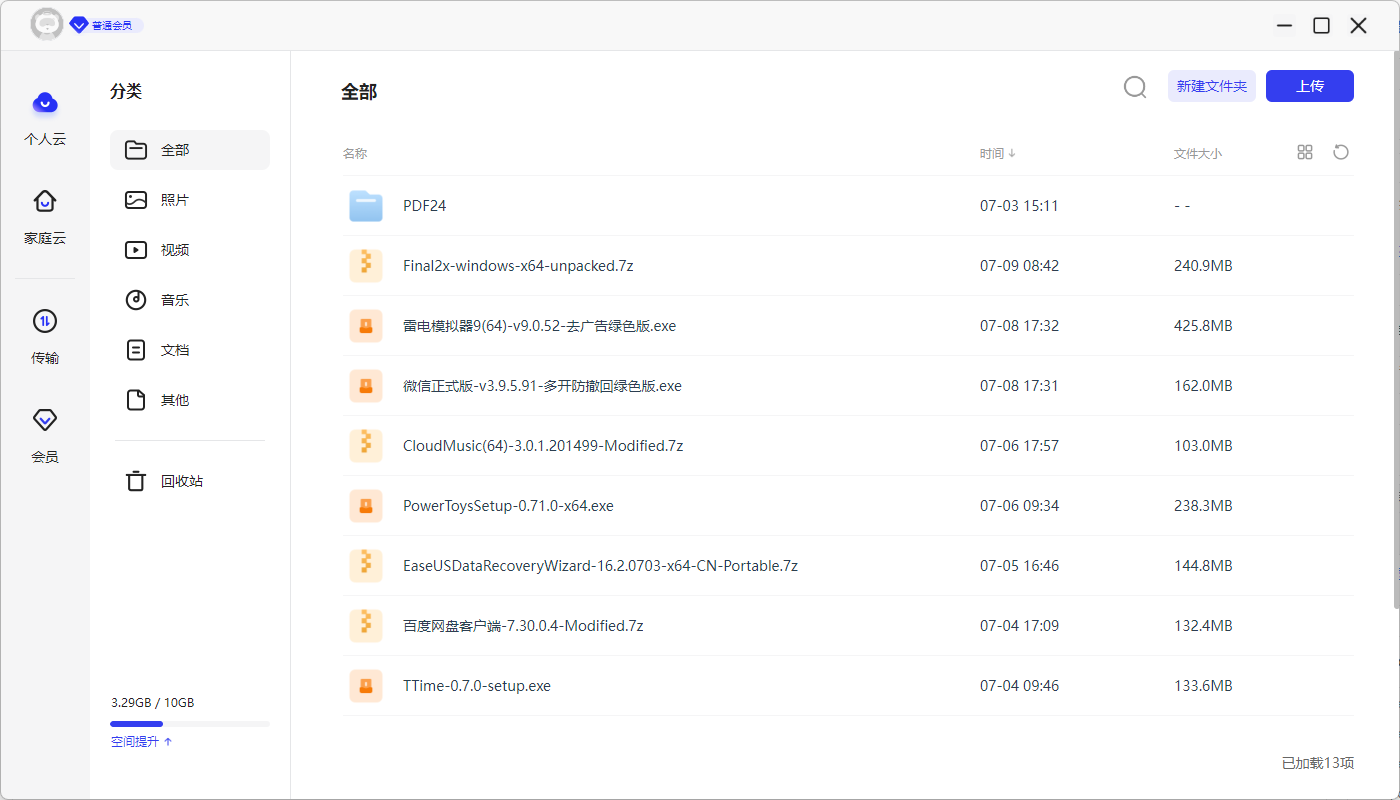 普通会员
个人云
家庭云
传输
会员
分类
全部
照片
视频
音乐
文档
其他
回收站
3.29GB / 10GB
空间提升 ↑
全部
新建文件夹
上传
名称 时间 ↓ 文件大小
PDF24 07-03 15:11 - -
Final2x-windows-x64-unpacked.7z 07-09 08:42 240.9MB
雷电模拟器9(64)-v9.0.52-去广告绿色版.exe 07-08 17:32 425.8MB
微信正式版-v3.9.5.91-多开防撤回绿色版.exe 07-08 17:31 162.0MB
CloudMusic(64)-3.0.1.201499-Modified.7z 07-06 17:57 103.0MB
PowerToysSetup-0.71.0-x64.exe 07-06 09:34 238.3MB
EaseUSDataRecoveryWizard-16.2.0703-x64-CN-Portable.7z 07-05 16:46 144.8MB
百度网盘客户端-7.30.0.4-Modified.7z 07-04 17:09 132.4MB
TTime-0.7.0-setup.exe 07-04 09:46 133.6MB
已加载13项